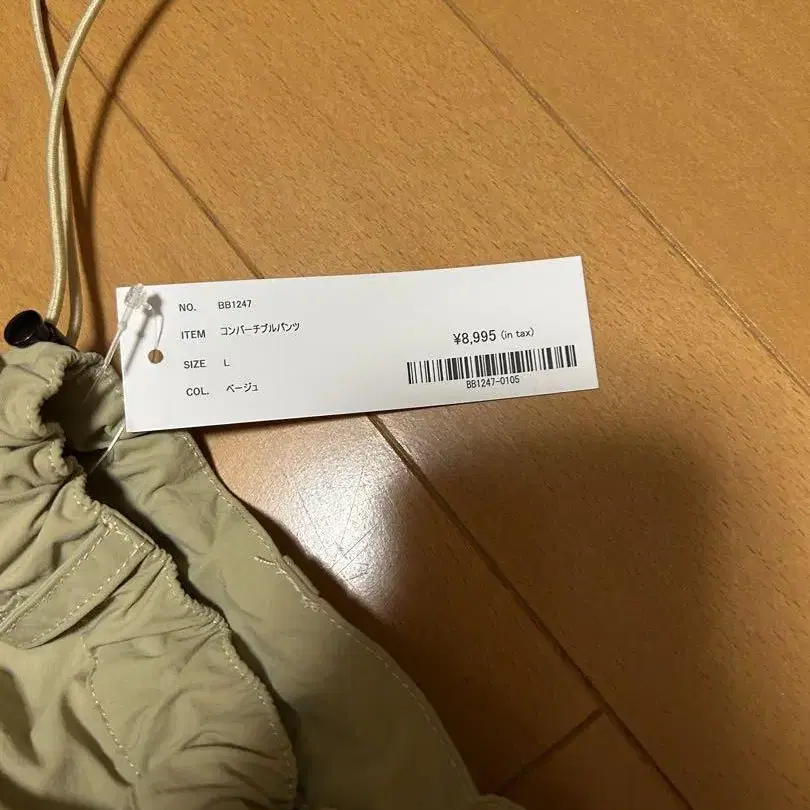 NO. BB1247
ITEM コンバーチブルパンツ
SIZE L
COL. ベージュ
¥8,995 (in tax)
BB1247-0105